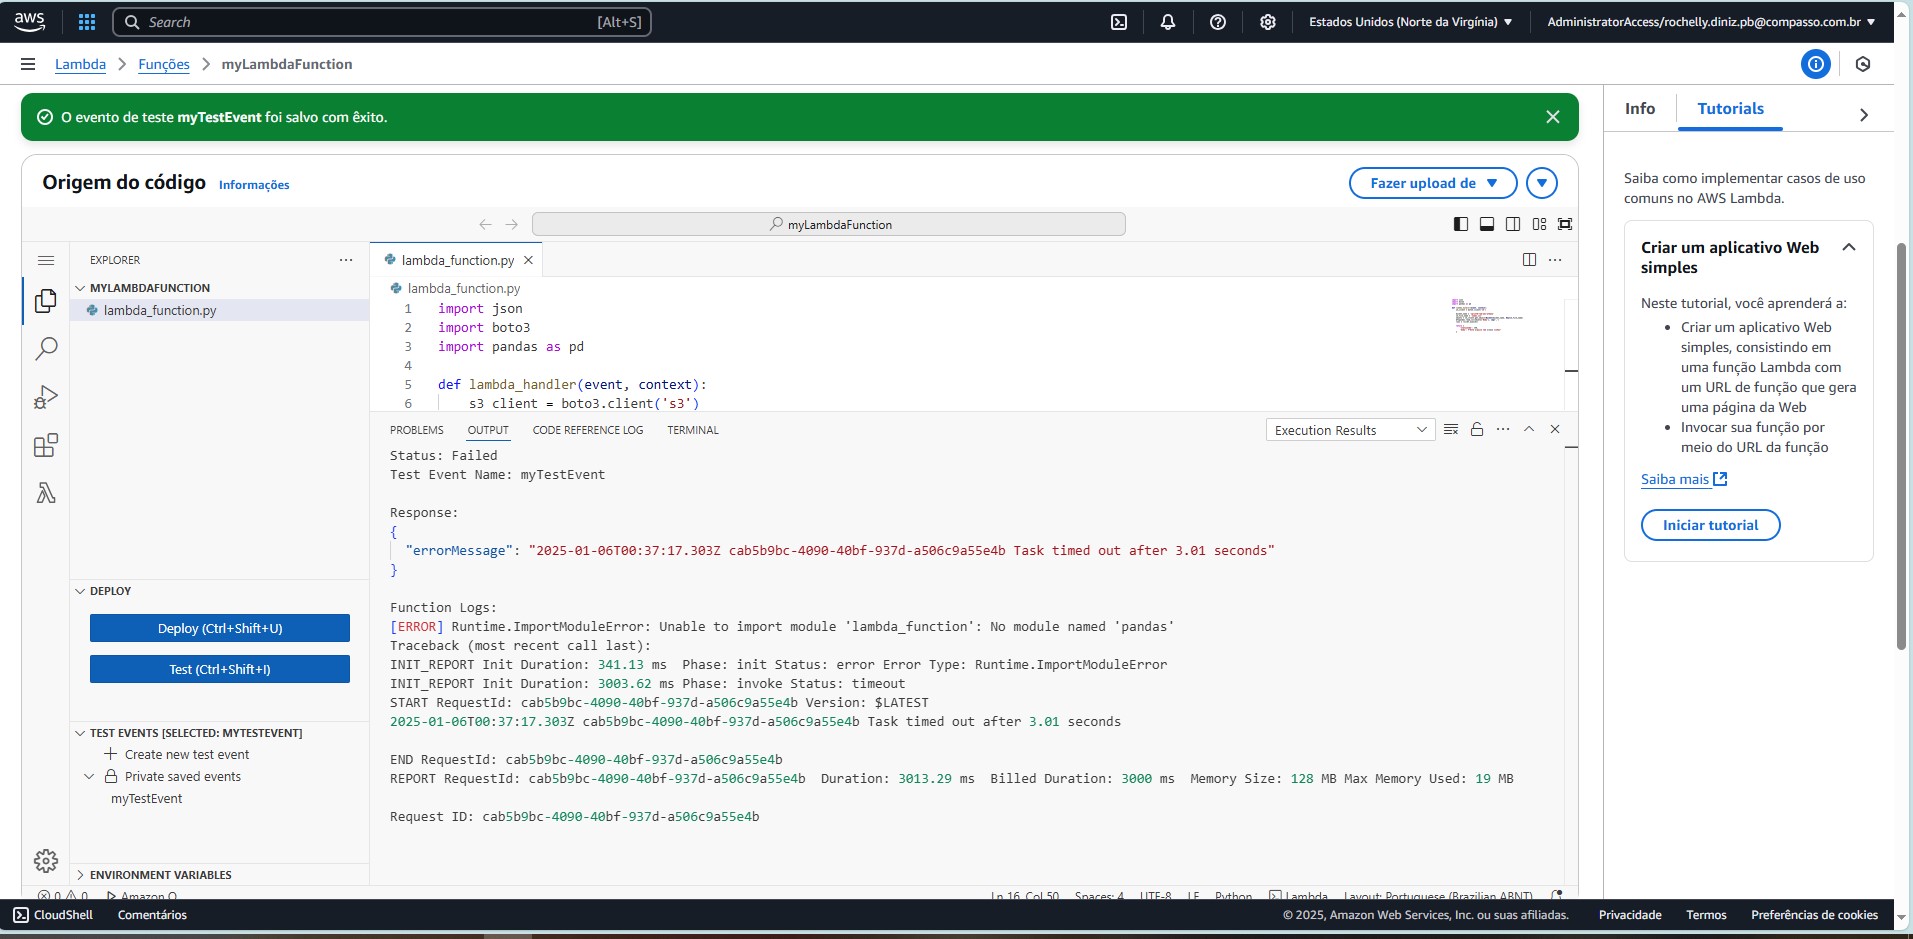 aws
Search
[Alt+S]
Estados Unidos (Norte da Virgínia)
AdministratorAccess/rochelly.diniz.pb@compasso.com.br
Lambda
Funções
myLambdaFunction
O evento de teste myTestEvent foi salvo com êxito.
Origem do código
Informações
Fazer upload de
myLambdaFunction
EXPLORER
MYLAMBDAFUNCTION
lambda_function.py
DEPLOY
Deploy (Ctrl+Shift+U)
Test (Ctrl+Shift+I)
TEST EVENTS [SELECTED: MYTESTEVENT]
Create new test event
Private saved events
myTestEvent
ENVIRONMENT VARIABLES
lambda_function.py
lambda_function.py
1 import json
2 import boto3
3 import pandas as pd
4
5 def lambda_handler(event, context):
6 s3 client = boto3.client('s3')
PROBLEMS
OUTPUT
CODE REFERENCE LOG
TERMINAL
Execution Results
Status: Failed
Test Event Name: myTestEvent
Response:
{
"errorMessage": "2025-01-06T00:37:17.303Z cab5b9bc-4090-40bf-937d-a506c9a55e4b Task timed out after 3.01 seconds"
}
Function Logs:
[ERROR] Runtime.ImportModuleError: Unable to import module 'lambda_function': No module named 'pandas'
Traceback (most recent call last):
INIT_REPORT Init Duration: 341.13 ms Phase: init Status: error Error Type: Runtime.ImportModuleError
INIT_REPORT Init Duration: 3003.62 ms Phase: invoke Status: timeout
START RequestId: cab5b9bc-4090-40bf-937d-a506c9a55e4b Version: $LATEST
2025-01-06T00:37:17.303Z cab5b9bc-4090-40bf-937d-a506c9a55e4b Task timed out after 3.01 seconds
END RequestId: cab5b9bc-4090-40bf-937d-a506c9a55e4b
REPORT RequestId: cab5b9bc-4090-40bf-937d-a506c9a55e4b Duration: 3013.29 ms Billed Duration: 3000 ms Memory Size: 128 MB Max Memory Used: 19 MB
Request ID: cab5b9bc-4090-40bf-937d-a506c9a55e4b
0 0 Amazon Q
Ln 16, Col 50 Spaces: 4 UTF-8 LF Python Lambda Layout: Portuguese (Brazilian ABNT)
Info
Tutorials
Saiba como implementar casos de uso
comuns no AWS Lambda.
Criar um aplicativo Web
simples
Neste tutorial, você aprenderá a:
• Criar um aplicativo Web
simples, consistindo em
uma função Lambda com
um URL de função que gera
uma página da Web
• Invocar sua função por
meio do URL da função
Saiba mais
Iniciar tutorial
CloudShell
Comentários
© 2025, Amazon Web Services, Inc. ou suas afiliadas.
Privacidade
Termos
Preferências de cookies